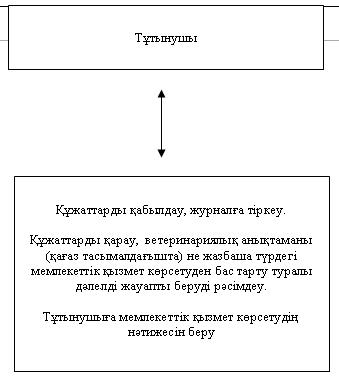 Тұтынушы
Құжаттарды қабылдау, журналға тіркеу.
Құжаттарды қарау, ветеринариялық анықтаманы
(қағаз тасымалдағышта) не жазбаша түрдегі
мемлекеттік қызмет көрсетуден бас тарту туралы
дәлелді жауапты беруді рәсімдеу.
Тұтынушыға мемлекеттік қызмет көрсетудің
нәтижесін беру